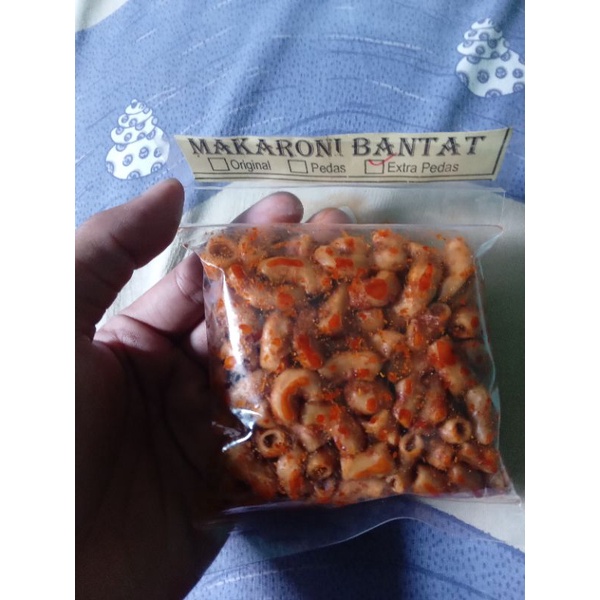 MAKARONI BANTAT
Original Pedas Extra Pedas